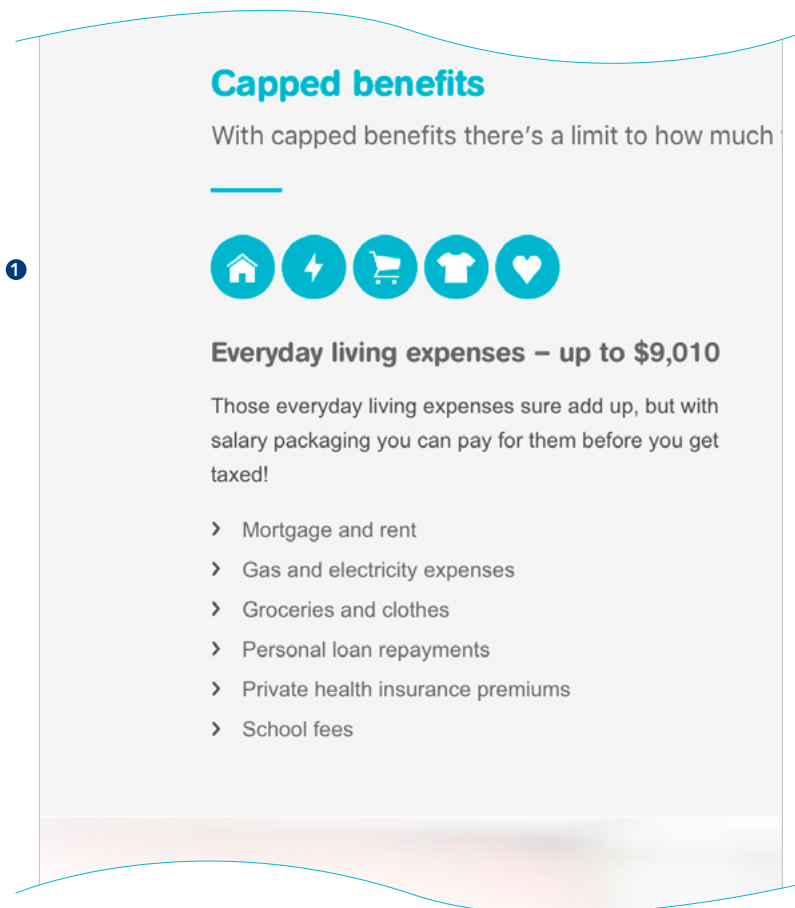 Capped benefits
With capped benefits there's a limit to how much
1
Everyday living expenses – up to $9,010
Those everyday living expenses sure add up, but with
salary packaging you can pay for them before you get
taxed!
Mortgage and rent
Gas and electricity expenses
Groceries and clothes
Personal loan repayments
Private health insurance premiums
School fees